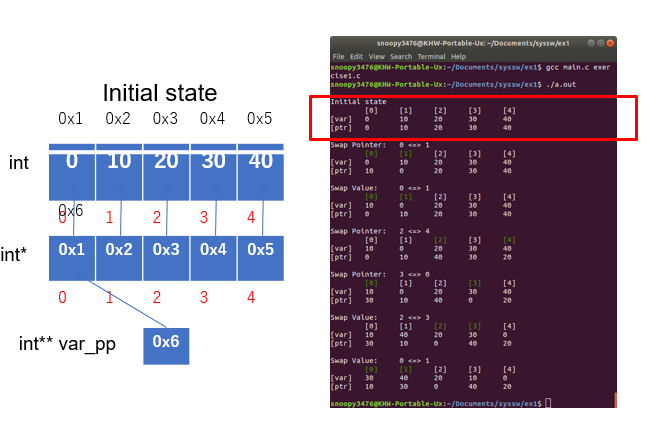 Initial state
0x1 0x2 0x3 0x4 0x5
int 0 10 20 30 40
0x6
0 1 2 3 4
int* 0x1 0x2 0x3 0x4 0x5
0 1 2 3 4
int** var_pp 0x6
snoopy3476@KHW-Portable-Ux: ~/Documents/syssw/ex1
File Edit View Search Terminal Help
snoopy3476@KHW-Portable-Ux:~/Documents/syssw/ex1$ gcc main.c exer
cise1.c
snoopy3476@KHW-Portable-Ux:~/Documents/syssw/ex1$ ./a.out
Initial state
[0] [1] [2] [3] [4]
[var] 0 10 20 30 40
[ptr] 0 10 20 30 40
Swap Pointer: 0 <=> 1
[0] [1] [2] [3] [4]
[var] 0 10 20 30 40
[ptr] 10 0 20 30 40
Swap Value: 0 <=> 1
[0] [1] [2] [3] [4]
[var] 10 0 20 30 40
[ptr] 0 10 20 30 40
Swap Pointer: 2 <=> 4
[0] [1] [2] [3] [4]
[var] 10 0 20 30 40
[ptr] 0 10 40 30 20
Swap Pointer: 3 <=> 0
[0] [1] [2] [3] [4]
[var] 10 0 20 30 40
[ptr] 30 10 40 0 20
Swap Value: 2 <=> 3
[0] [1] [2] [3] [4]
[var] 10 40 20 30 0
[ptr] 30 10 0 40 20
Swap Value: 0 <=> 1
[0] [1] [2] [3] [4]
[var] 30 40 20 10 0
[ptr] 10 30 0 40 20
snoopy3476@KHW-Portable-Ux:~/Documents/syssw/ex1$